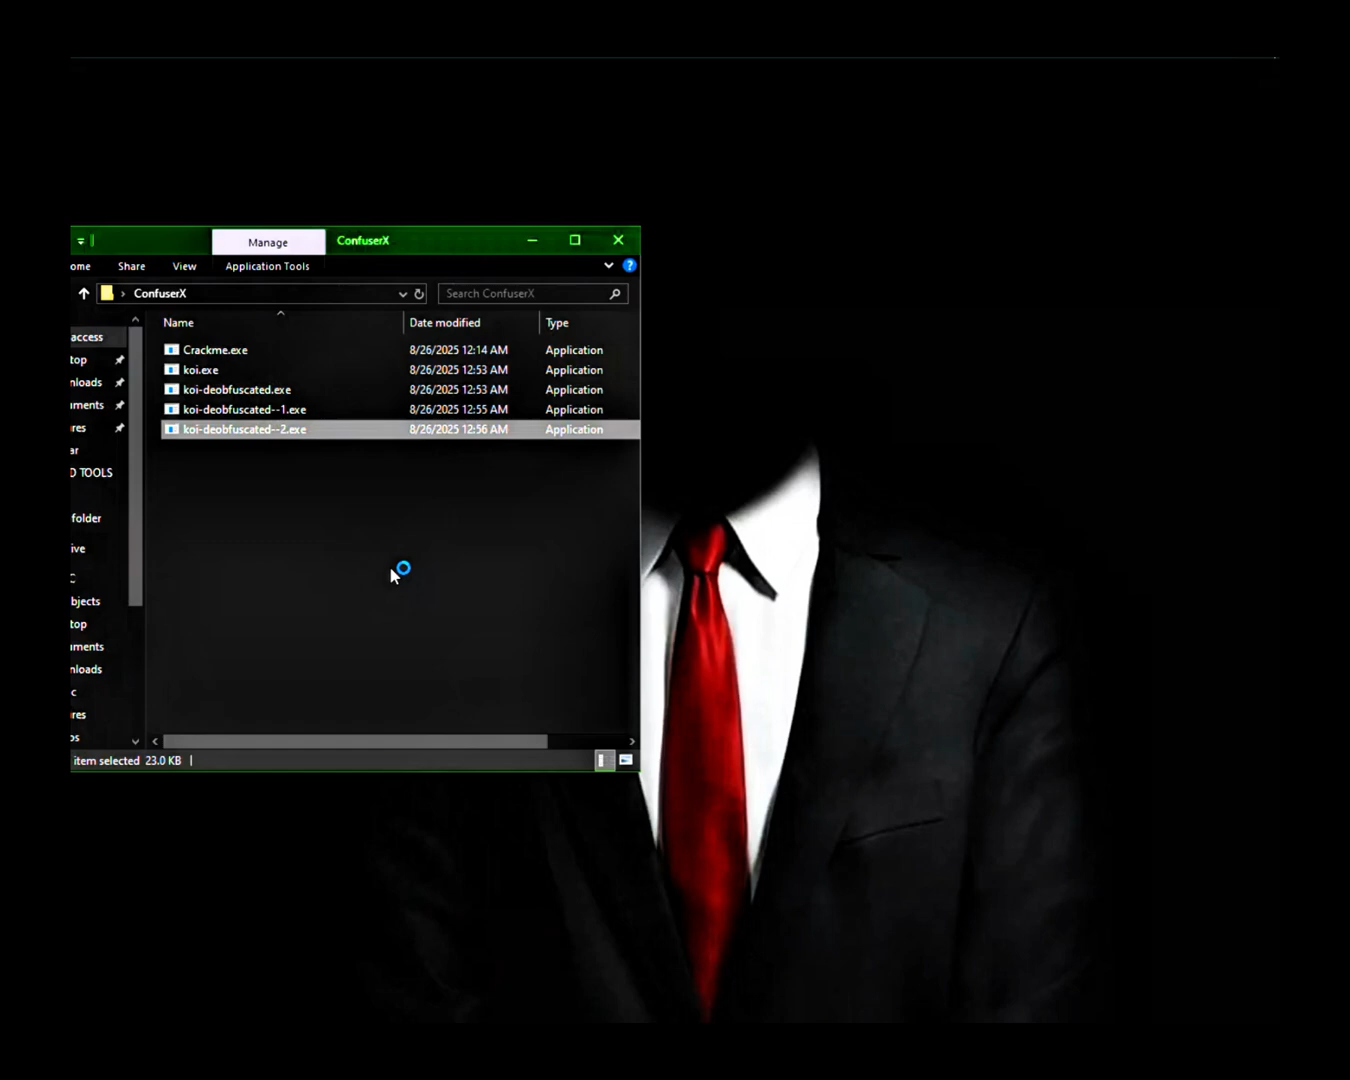 Manage ConfuserX
ome Share View Application Tools
ConfuserX Search ConfuserX
Name Date modified Type
access
Crackme.exe 8/26/2025 12:14 AM Application
top
koi.exe 8/26/2025 12:53 AM Application
nloads
koi-deobfuscated.exe 8/26/2025 12:53 AM Application
uments
koi-deobfuscated--1.exe 8/26/2025 12:55 AM Application
res
koi-deobfuscated--2.exe 8/26/2025 12:56 AM Application
ar
D TOOLS
folder
ive
C
bjects
top
uments
nloads
c
res
os
item selected 23.0 KB